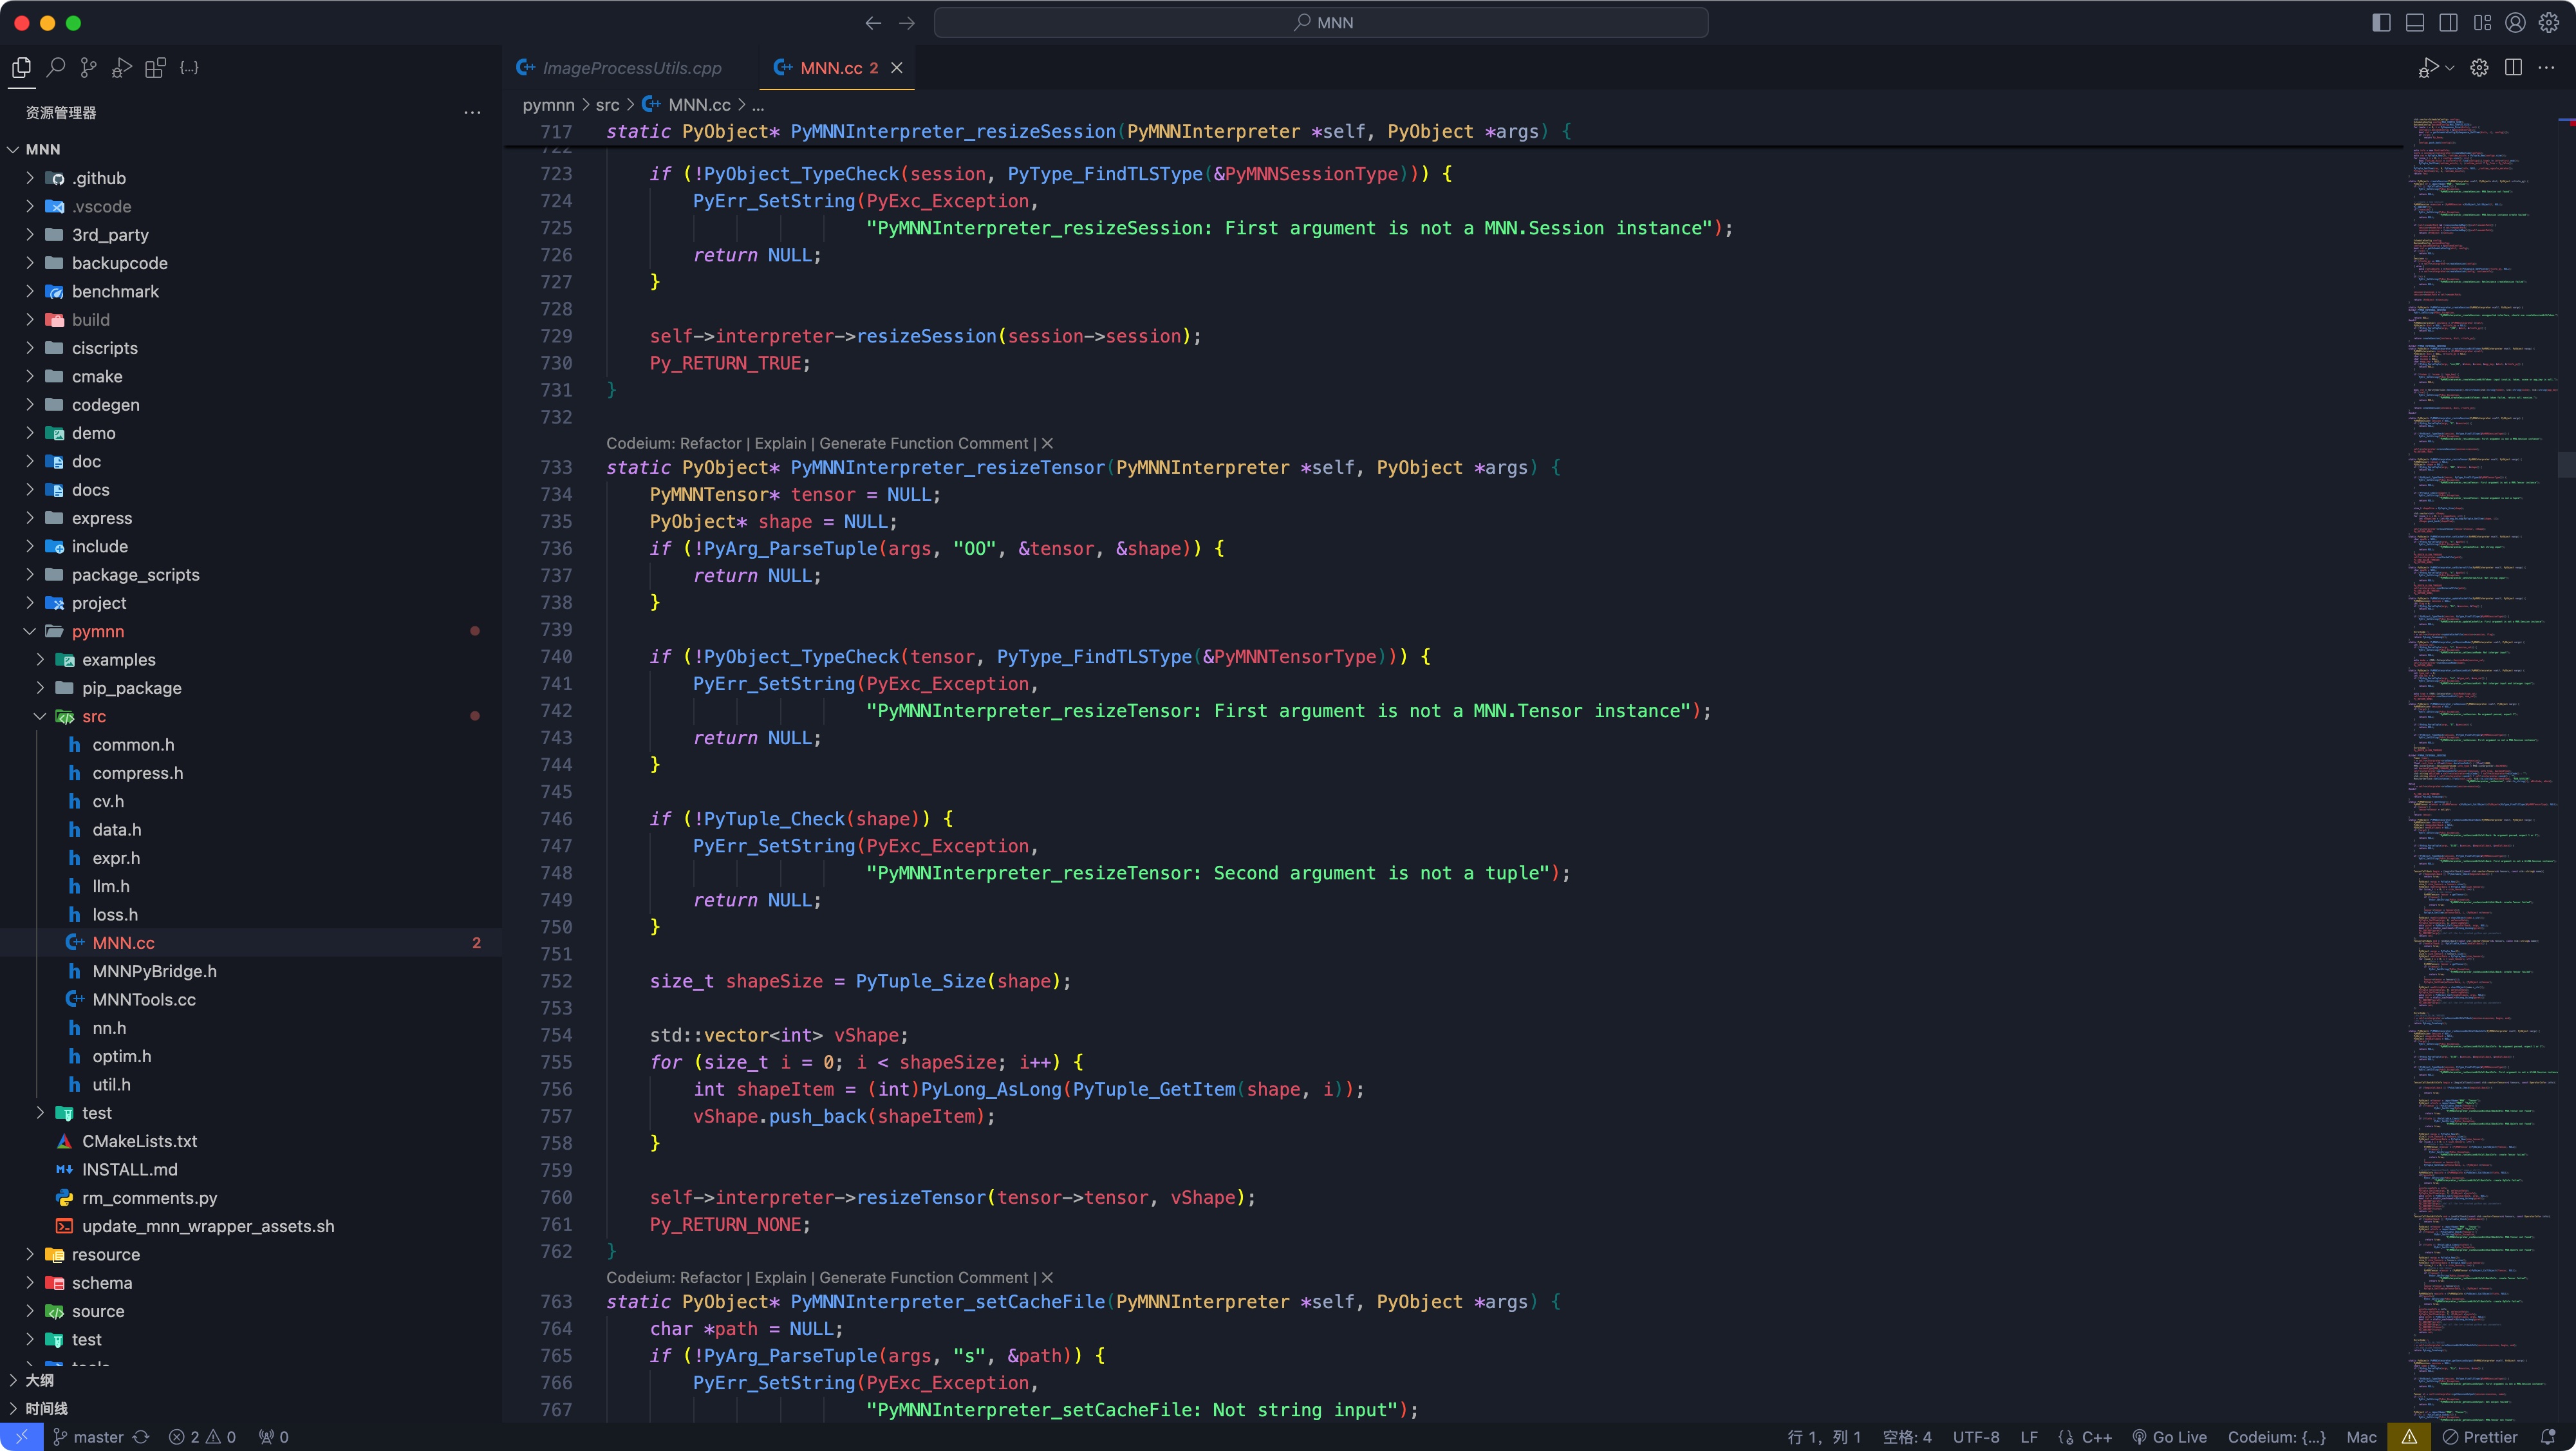 MNN
资源管理器
MNN
.github
.vscode
3rd_party
backupcode
benchmark
build
ciscripts
cmake
codegen
demo
doc
docs
express
include
package_scripts
project
pymnn
examples
pip_package
src
common.h
compress.h
cv.h
data.h
expr.h
llm.h
loss.h
MNN.cc 2
MNNPyBridge.h
MNNTools.cc
nn.h
optim.h
util.h
test
CMakeLists.txt
INSTALL.md
rm_comments.py
update_mnn_wrapper_assets.sh
resource
schema
source
test
大纲
时间线
ImageProcessUtils.cpp
MNN.cc 2
pymnn > src > MNN.cc > ...
717 static PyObject* PyMNNInterpreter_resizeSession(PyMNNInterpreter *self, PyObject *args) {
722
723 if (!PyObject_TypeCheck(session, PyType_FindTLSType(&PyMNNSessionType))) {
724 PyErr_SetString(PyExc_Exception,
725 "PyMNNInterpreter_resizeSession: First argument is not a MNN.Session instance");
726 return NULL;
727 }
728
729 self->interpreter->resizeSession(session->session);
730 Py_RETURN_TRUE;
731 }
732
Codeium: Refactor | Explain | Generate Function Comment | ×
733 static PyObject* PyMNNInterpreter_resizeTensor(PyMNNInterpreter *self, PyObject *args) {
734 PyMNNTensor* tensor = NULL;
735 PyObject* shape = NULL;
736 if (!PyArg_ParseTuple(args, "OO", &tensor, &shape)) {
737 return NULL;
738 }
739
740 if (!PyObject_TypeCheck(tensor, PyType_FindTLSType(&PyMNNTensorType))) {
741 PyErr_SetString(PyExc_Exception,
742 "PyMNNInterpreter_resizeTensor: First argument is not a MNN.Tensor instance");
743 return NULL;
744 }
745
746 if (!PyTuple_Check(shape)) {
747 PyErr_SetString(PyExc_Exception,
748 "PyMNNInterpreter_resizeTensor: Second argument is not a tuple");
749 return NULL;
750 }
751
752 size_t shapeSize = PyTuple_Size(shape);
753
754 std::vector<int> vShape;
755 for (size_t i = 0; i < shapeSize; i++) {
756 int shapeItem = (int)PyLong_AsLong(PyTuple_GetItem(shape, i));
757 vShape.push_back(shapeItem);
758 }
759
760 self->interpreter->resizeTensor(tensor->tensor, vShape);
761 Py_RETURN_NONE;
762 }
Codeium: Refactor | Explain | Generate Function Comment | ×
763 static PyObject* PyMNNInterpreter_setCacheFile(PyMNNInterpreter *self, PyObject *args) {
764 char *path = NULL;
765 if (!PyArg_ParseTuple(args, "s", &path)) {
766 PyErr_SetString(PyExc_Exception,
767 "PyMNNInterpreter_setCacheFile: Not string input");
master 2 0 0 行 1，列 1 空格: 4 UTF-8 LF C++ Go Live Codeium: {...} Mac Prettier